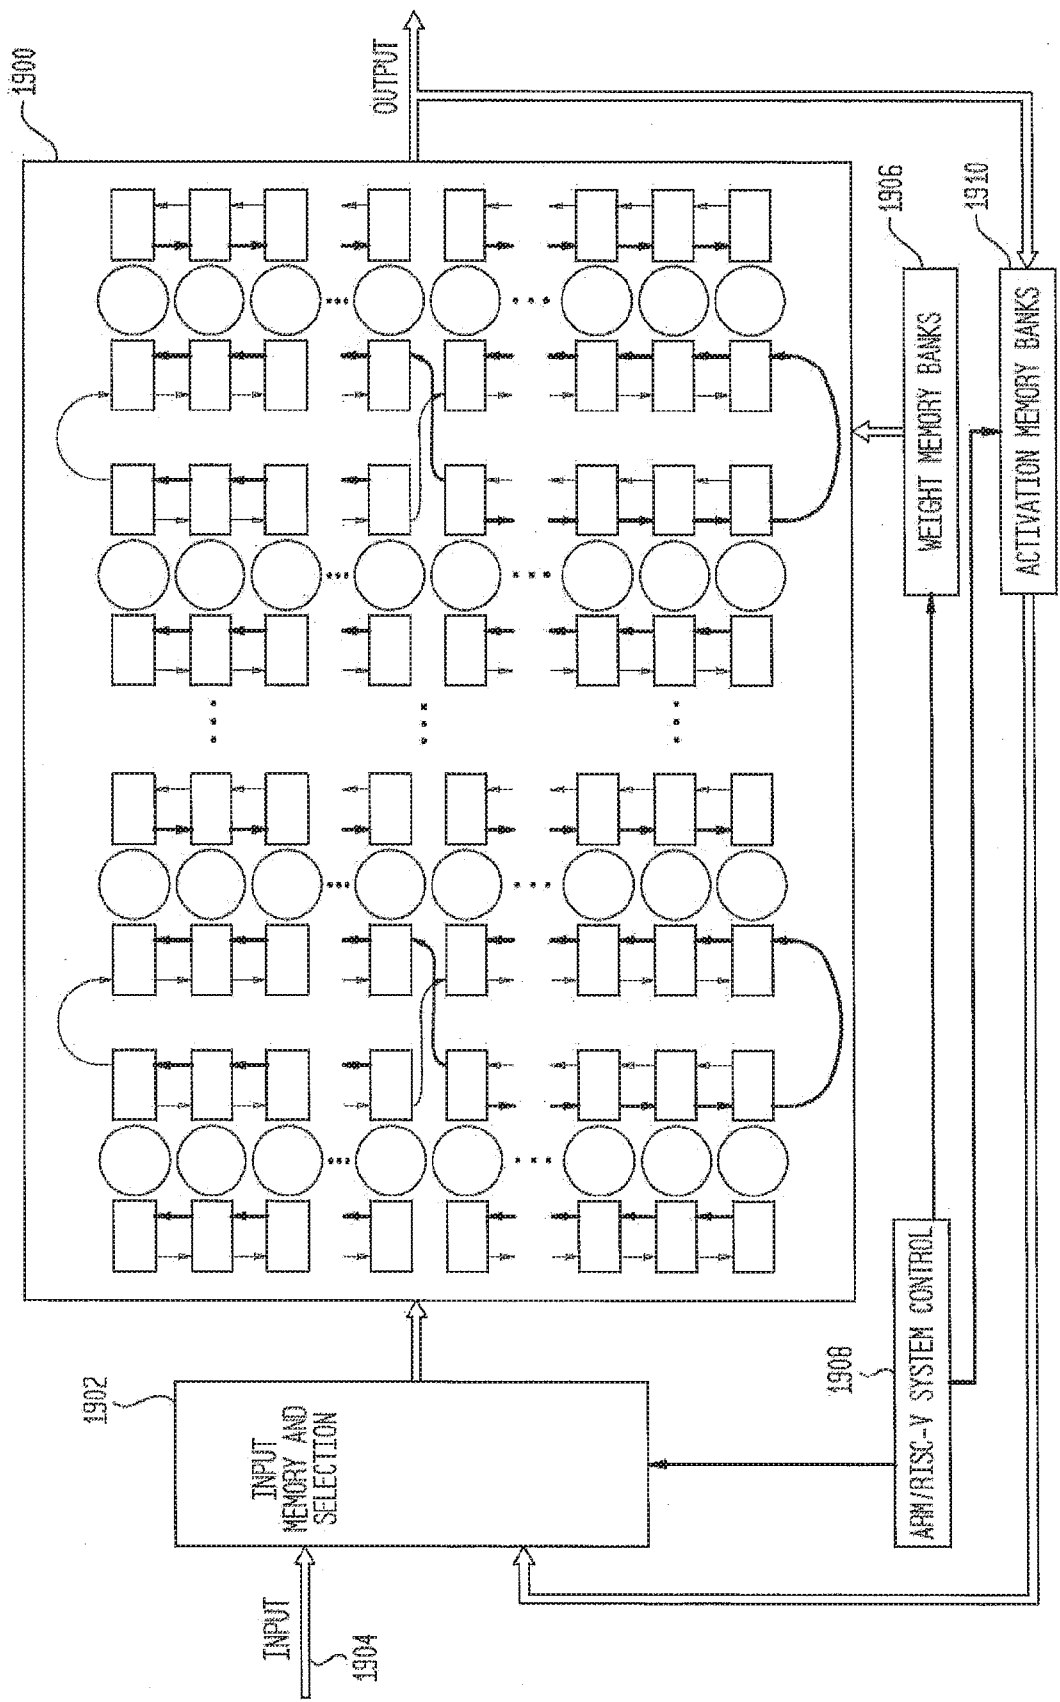 1900
OUTPUT
1902
INPUT
MEMORY AND
SELECTION
INPUT
1904
1906
WEIGHT MEMORY BANKS
1910
ACTIVATION MEMORY BANKS
1908
ARM/RISC-V SYSTEM CONTROL